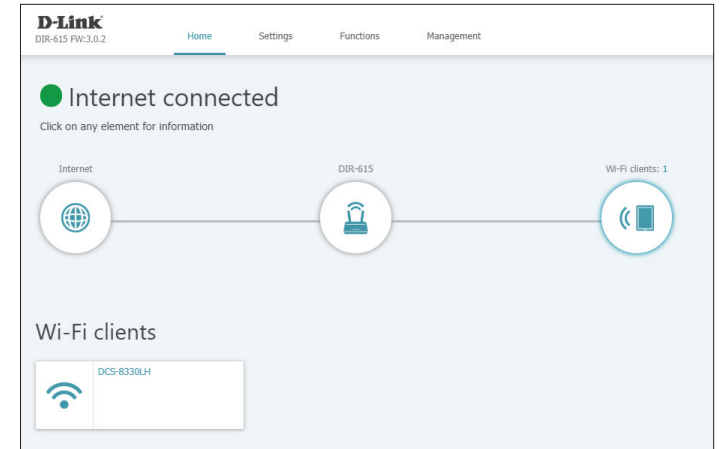 D-Link
DIR-615 FW:3.0.2
Home Settings Functions Management
Internet connected
Click on any element for information
Internet DIR-615 Wi-Fi clients: 1
Wi-Fi clients
DCS-8330LH